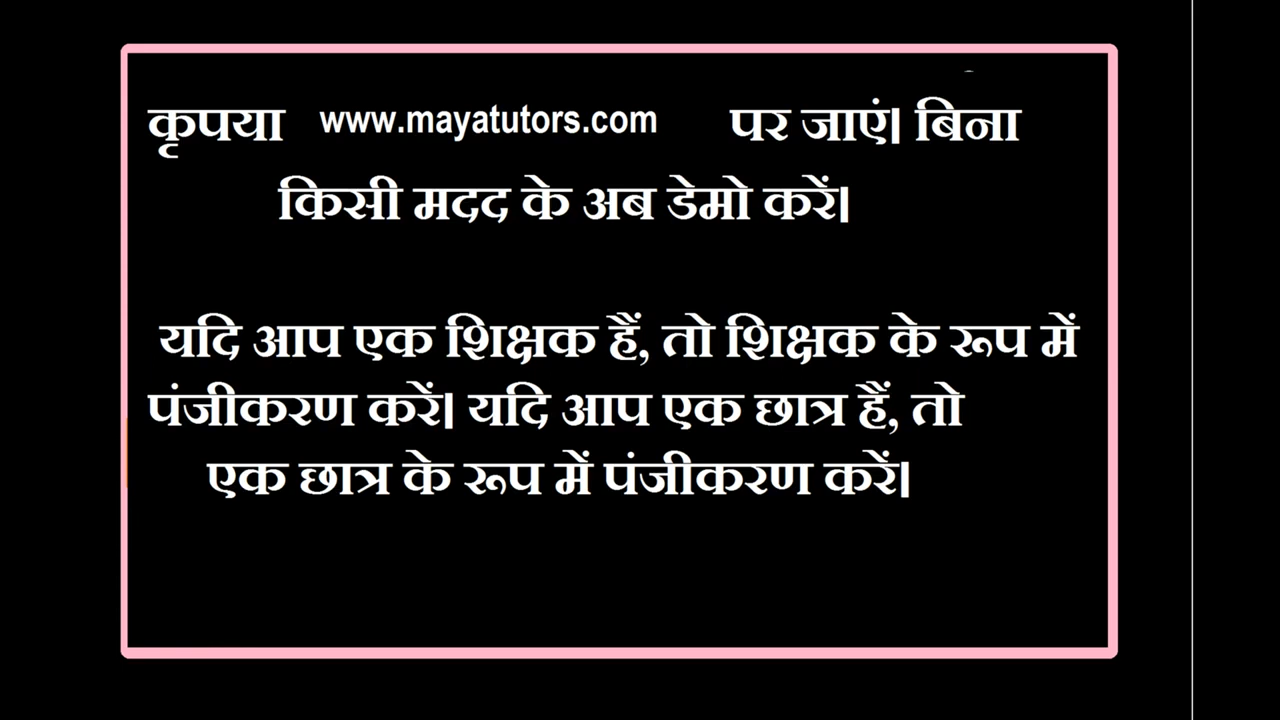 कृपया www.mayatutors.com पर जाएं। बिना
किसी मदद के अब डेमो करें।
यदि आप एक शिक्षक हैं, तो शिक्षक के रूप में
पंजीकरण करें। यदि आप एक छात्र हैं, तो
एक छात्र के रूप में पंजीकरण करें।